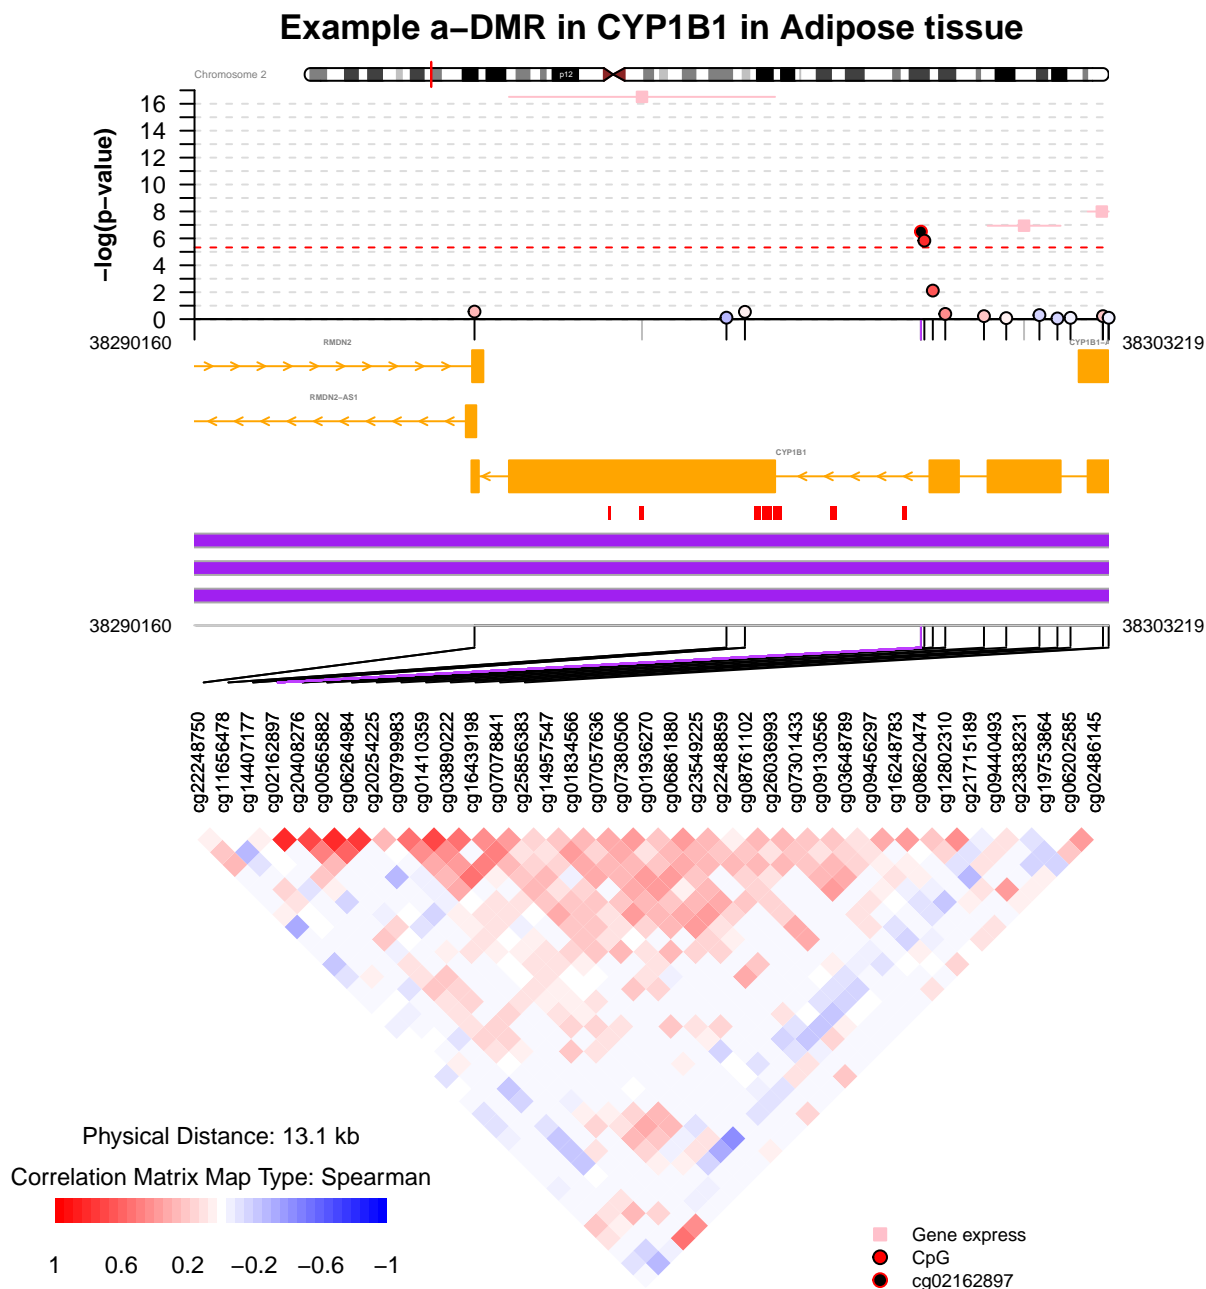 Example a−DMR in CYP1B1 in Adipose tissue
Chromosome 2
p12
−log(p−value)
16
14
12
10
8
6
4
2
0
38290160
38303219
RMDN2
CYP1B1−A
RMDN2−AS1
CYP1B1
38290160
38303219
cg22248750
cg11656478
cg14407177
cg02162897
cg20408276
cg00565882
cg06264984
cg20254225
cg09799983
cg01410359
cg03890222
cg16439198
cg07078841
cg25856383
cg14957547
cg01834566
cg07057636
cg07380506
cg01936270
cg06861880
cg23549225
cg22488859
cg08761102
cg26036993
cg07301433
cg09130556
cg03648789
cg09456297
cg16248783
cg08620474
cg12802310
cg21715189
cg09440493
cg23838231
cg19753864
cg06202585
cg02486145
Physical Distance: 13.1 kb
Correlation Matrix Map Type: Spearman
1 0.6 0.2 −0.2 −0.6 −1
Gene express
CpG
cg02162897